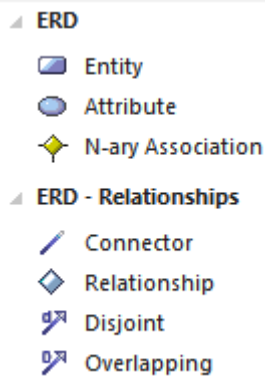 ERD
Entity
Attribute
N-ary Association
ERD - Relationships
Connector
Relationship
Disjoint
Overlapping